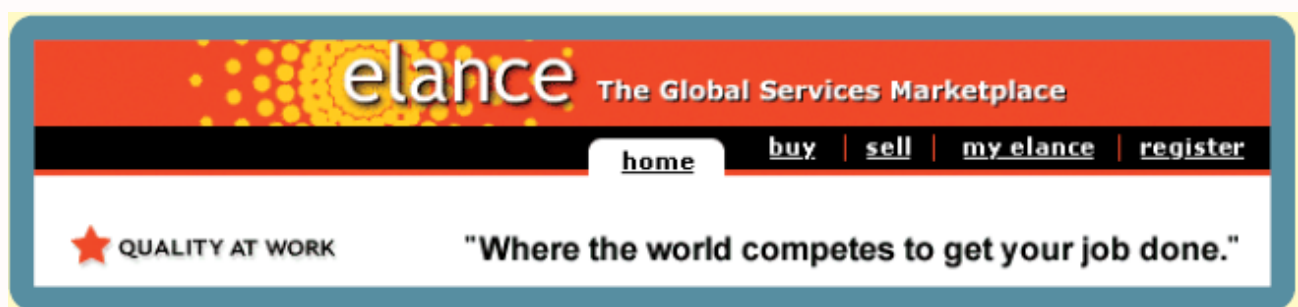 elance The Global Services Marketplace
home buy | sell | my elance | register
QUALITY AT WORK "Where the world competes to get your job done."